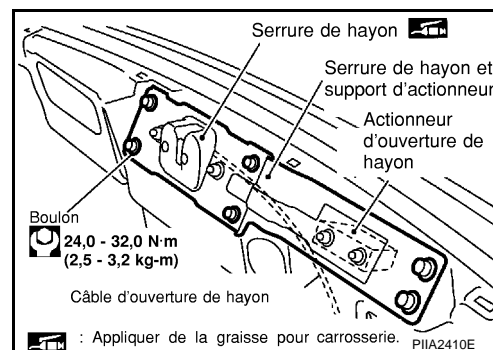 Serrure de hayon
Serrure de hayon et
support d'actionneur
Actionneur
d'ouverture de
hayon
Boulon
24,0 - 32,0 N·m
(2,5 - 3,2 kg-m)
Câble d'ouverture de hayon
: Appliquer de la graisse pour carrosserie.
PIIA2410E